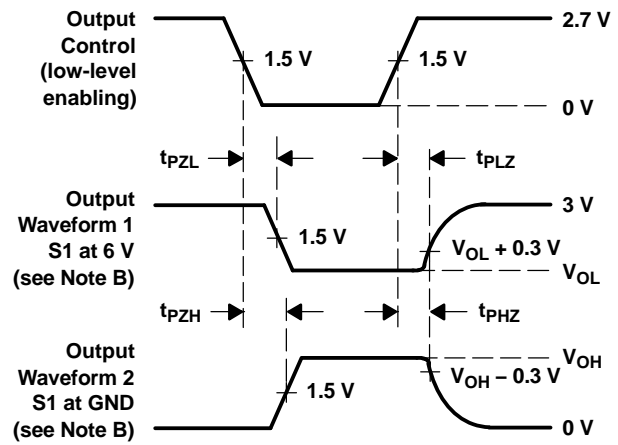 Output
Control
(low-level
enabling)
2.7 V
1.5 V
1.5 V
0 V
tPZL
tPLZ
Output
Waveform 1
S1 at 6 V
(see Note B)
3 V
1.5 V
VOL + 0.3 V
VOL
tPZH
tPHZ
Output
Waveform 2
S1 at GND
(see Note B)
VOH
VOH – 0.3 V
1.5 V
0 V